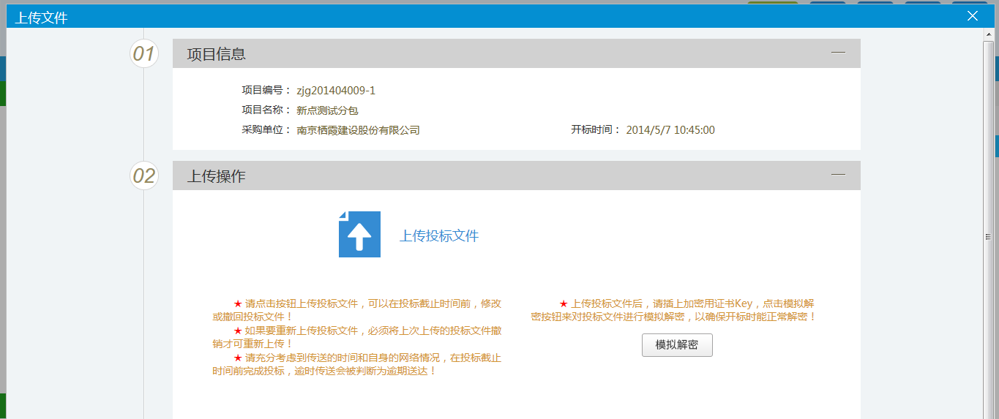 上传文件
01
项目信息
项目编号： zjg201404009-1
项目名称： 新点测试分包
采购单位： 南京栖霞建设股份有限公司
开标时间： 2014/5/7 10:45:00
02
上传操作
上传投标文件
★ 请点击按钮上传投标文件，可以在投标截止时间前，修改
或撤回投标文件！
★ 如果要重新上传投标文件，必须将上次上传的投标文件撤
销才可重新上传！
★ 请充分考虑到传送的时间和自身的网络情况，在投标截止
时间前完成投标，逾时传送会被判断为逾期送达！
★ 上传投标文件后，请插上加密用证书Key，点击模拟解
密按钮来对投标文件进行模拟解密，以确保开标时能正常解密！
模拟解密